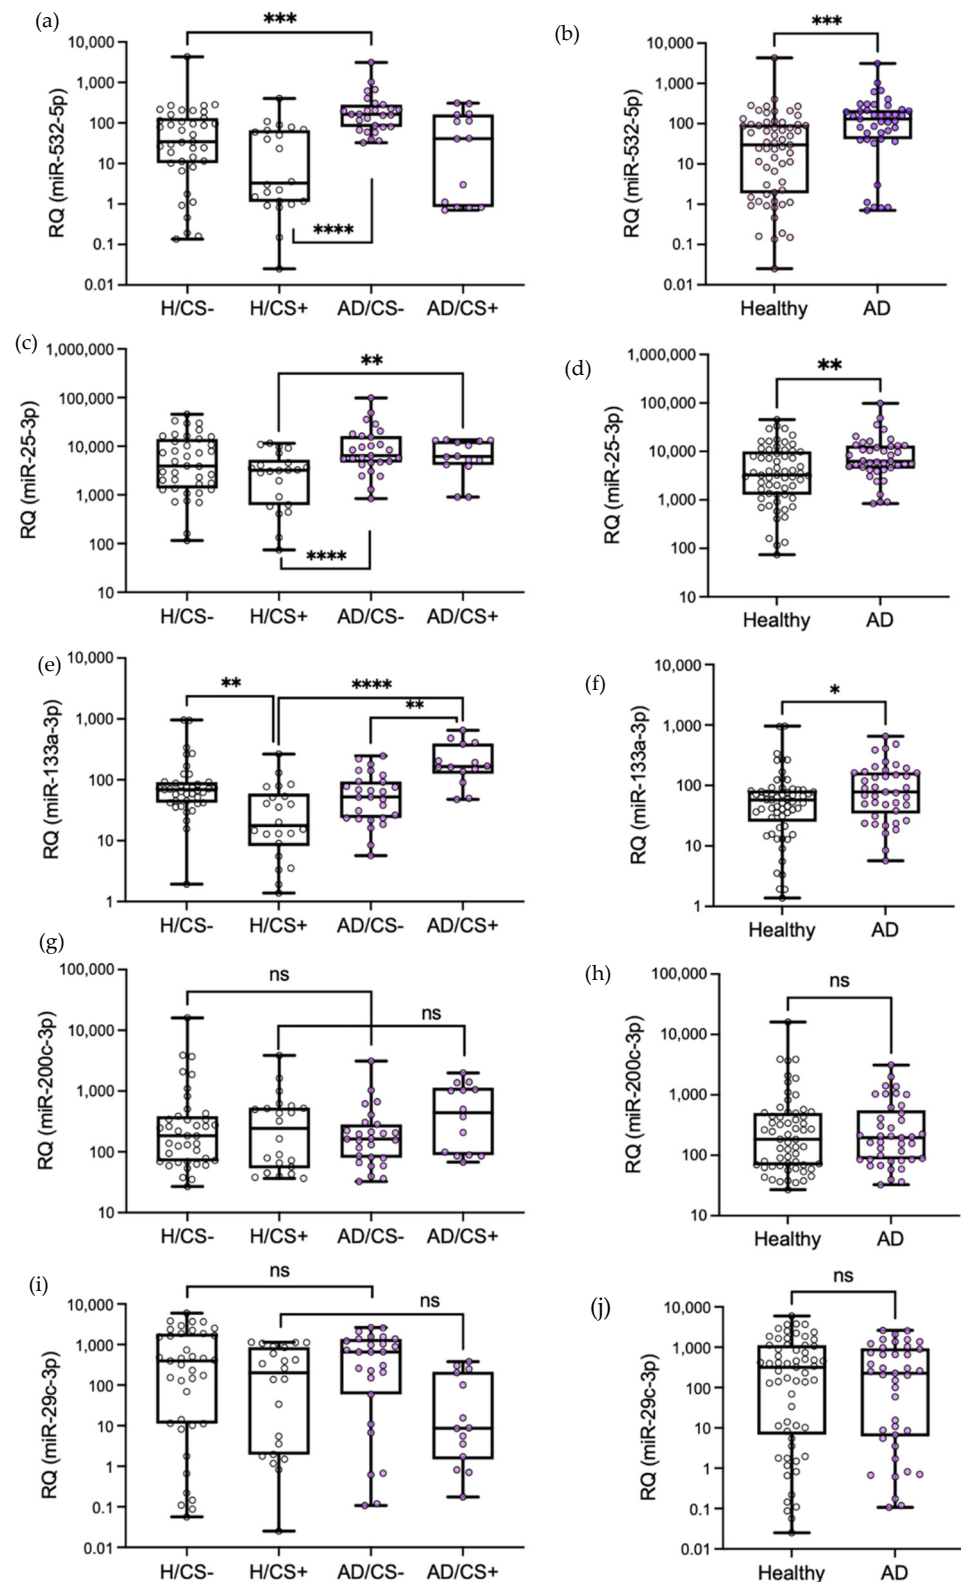 (a)
***
10,000
1,000
100
10
1
0.1
0.01
RQ (miR-532-5p)
****
H/CS- H/CS+ AD/CS- AD/CS+
(b)
***
10,000
1,000
100
10
1
0.1
0.01
RQ (miR-532-5p)
Healthy AD
(c)
1,000,000
100,000
10,000
1,000
100
10
RQ (miR-25-3p)
**
****
H/CS- H/CS+ AD/CS- AD/CS+
(d)
1,000,000
100,000
10,000
1,000
100
10
RQ (miR-25-3p)
**
Healthy AD
(e)
10,000
1,000
100
10
1
RQ (miR-133a-3p)
** ****
**
H/CS- H/CS+ AD/CS- AD/CS+
(f)
10,000
1,000
100
10
1
RQ (miR-133a-3p)
*
Healthy AD
(g)
100,000
10,000
1,000
100
10
RQ (miR-200c-3p)
ns
ns
H/CS- H/CS+ AD/CS- AD/CS+
(h)
100,000
10,000
1,000
100
10
RQ (miR-200c-3p)
ns
Healthy AD
(i)
10,000
1,000
100
10
1
0.1
0.01
RQ (miR-29c-3p)
ns
ns
H/CS- H/CS+ AD/CS- AD/CS+
(j)
10,000
1,000
100
10
1
0.1
0.01
RQ (miR-29c-3p)
ns
Healthy AD